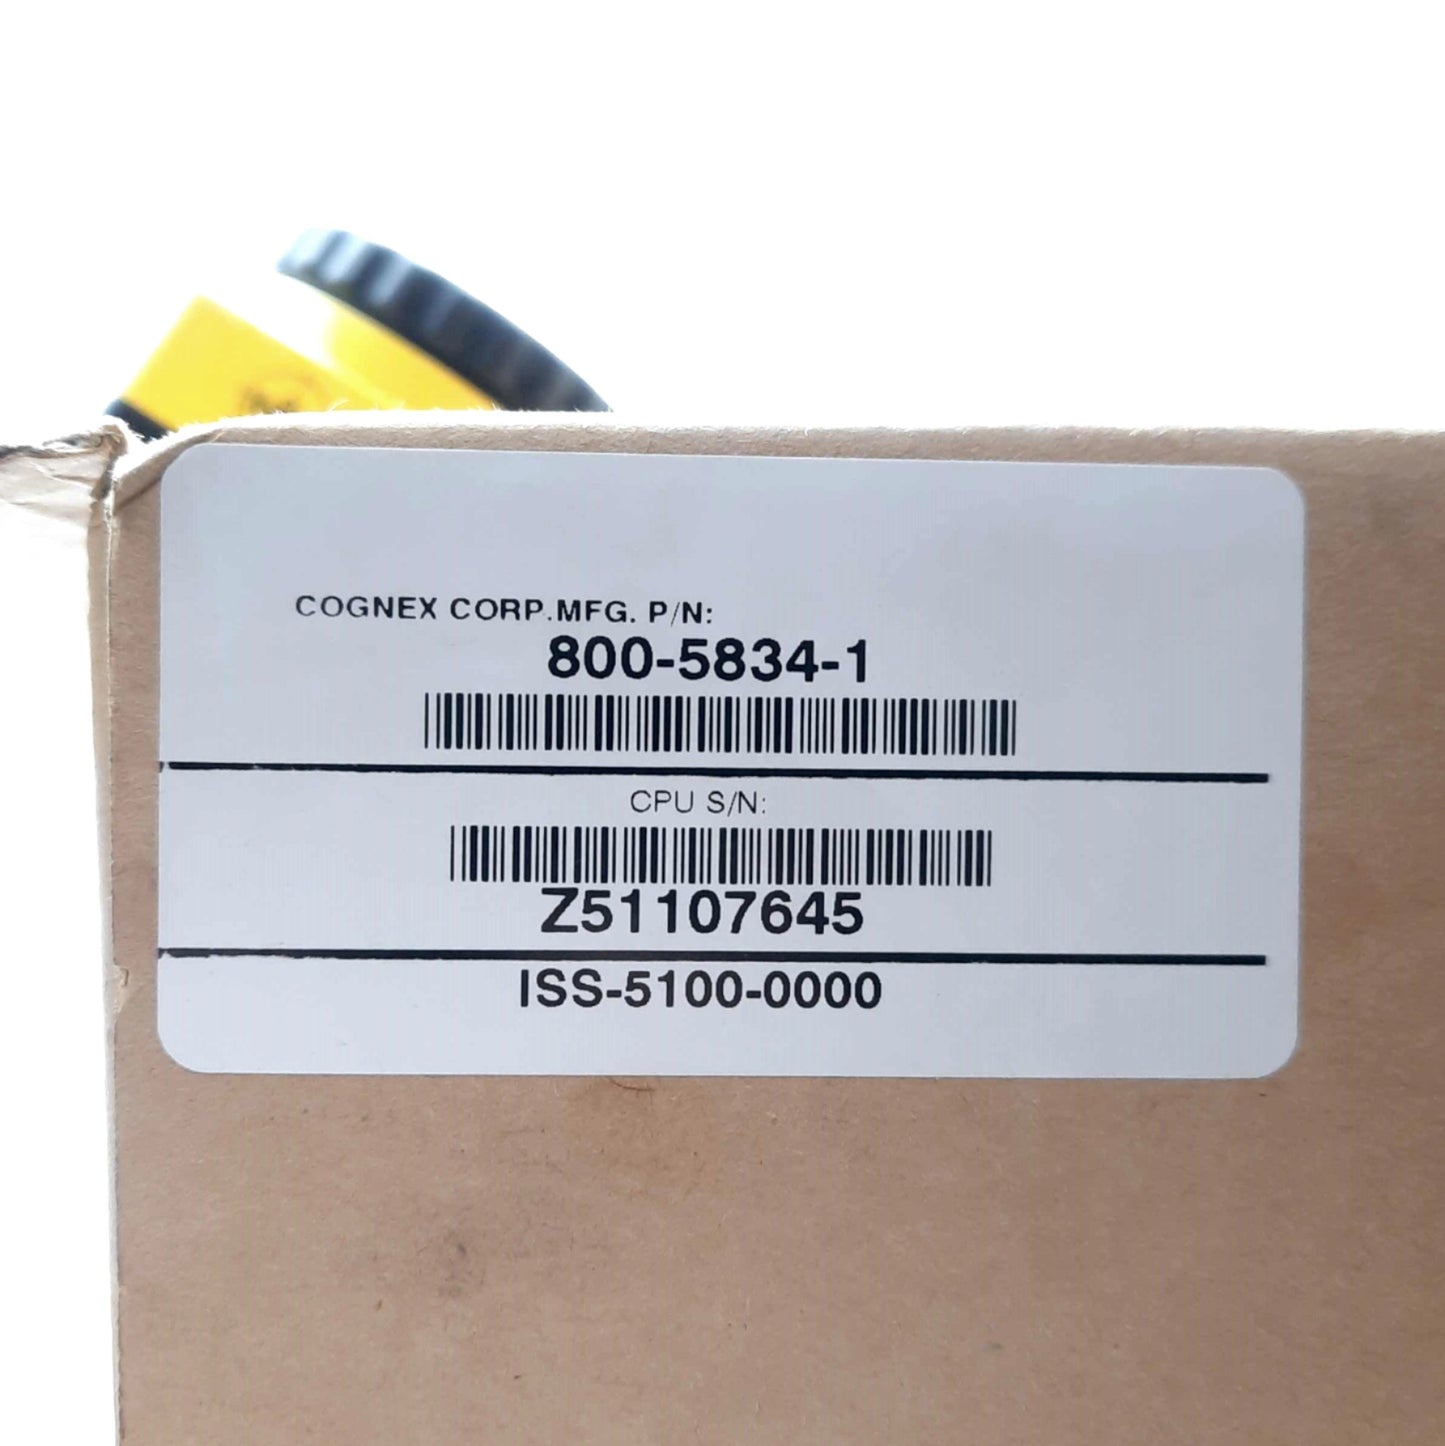 COGNEX CORP.MFG. P/N:
800-5834-1
CPU S/N:
Z51107645
ISS-5100-0000